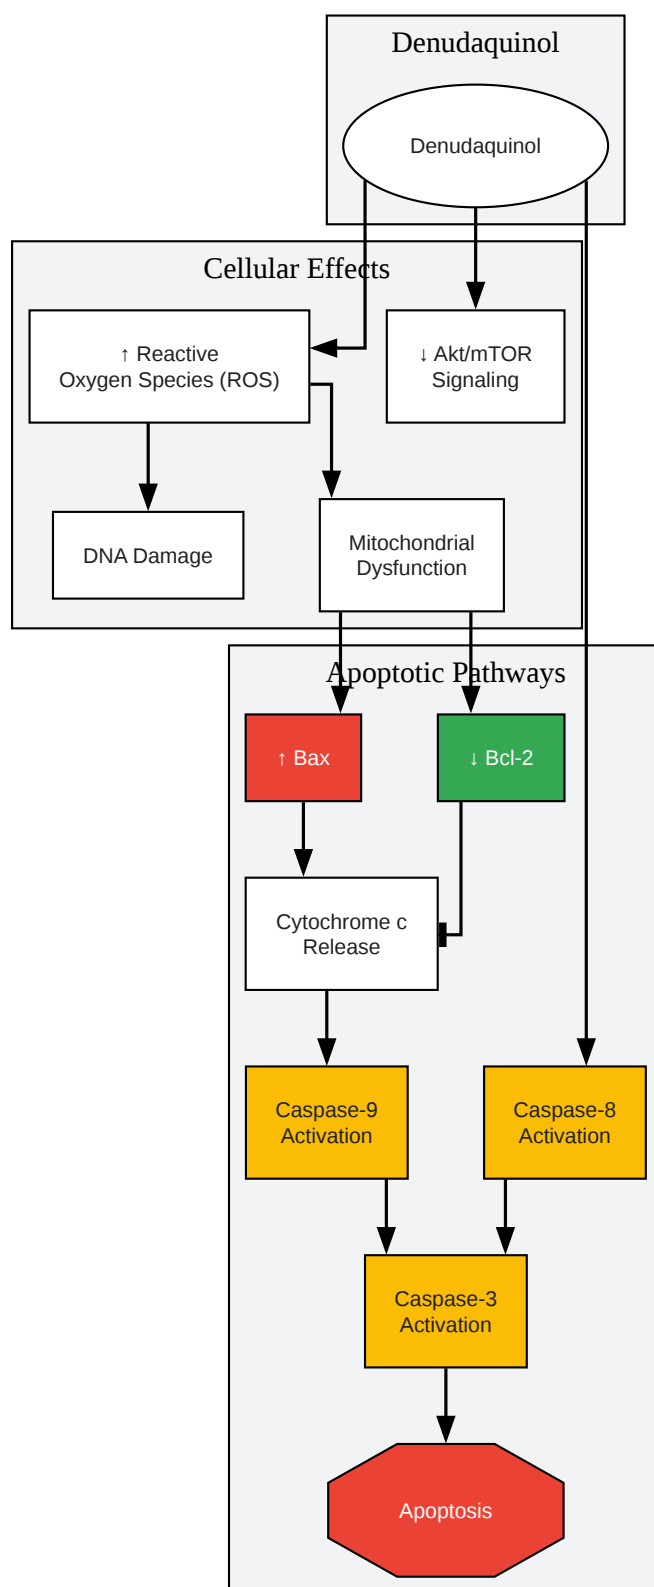 Denudaquinol
Denudaquinol
Cellular Effects
↑ Reactive
Oxygen Species (ROS)
↓ Akt/mTOR
Signaling
DNA Damage
Mitochondrial
Dysfunction
Apoptotic Pathways
↑ Bax
↓ Bcl-2
Cytochrome c
Release
Caspase-9
Activation
Caspase-8
Activation
Caspase-3
Activation
Apoptosis